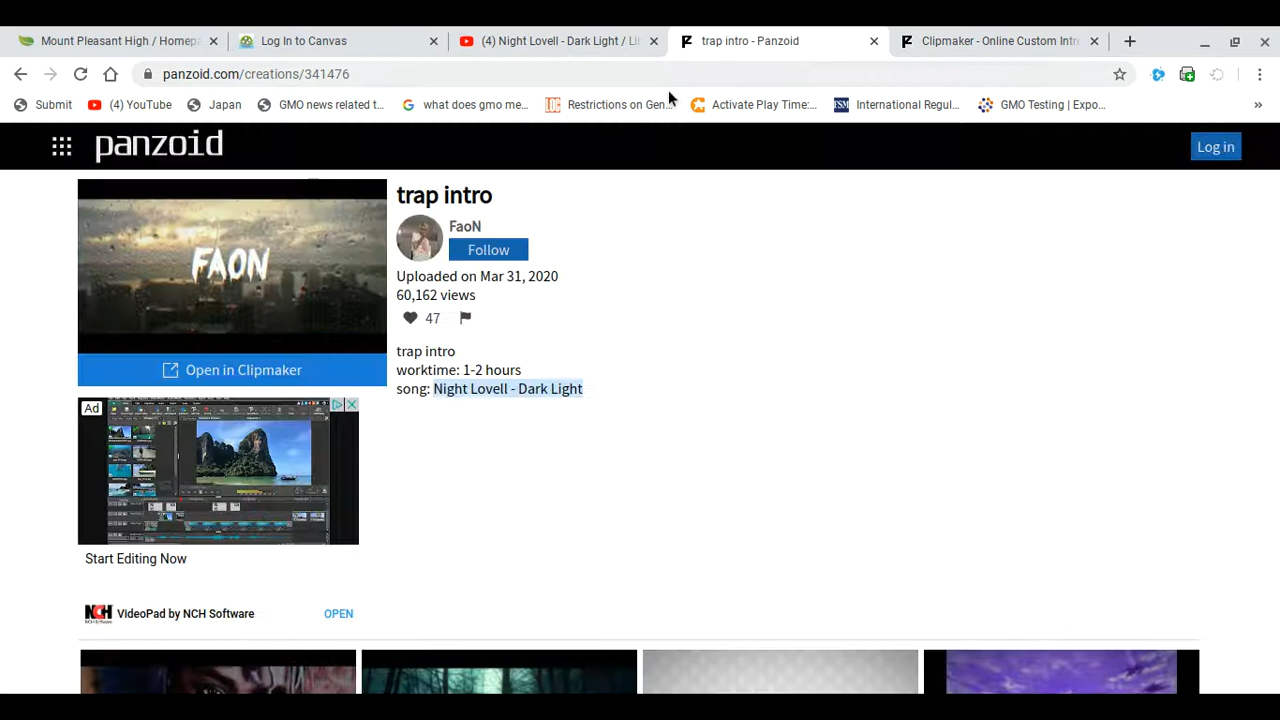 Mount Pleasant High / Homep
Log In to Canvas
(4) Night Lovell - Dark Light / Li
trap intro - Panzoid
Clipmaker - Online Custom Intr
panzoid.com/creations/341476
Submit
(4) YouTube
Japan
GMO news related t...
what does gmo me...
Restrictions on Gen...
Activate Play Time:...
FSM
International Regul...
GMO Testing | Expo...
panzoid
Log in
FAON
trap intro
FaoN
Follow
Uploaded on Mar 31, 2020
60,162 views
47
Open in Clipmaker
trap intro
worktime: 1-2 hours
song: Night Lovell - Dark Light
Ad
Start Editing Now
NCH
VideoPad by NCH Software
OPEN